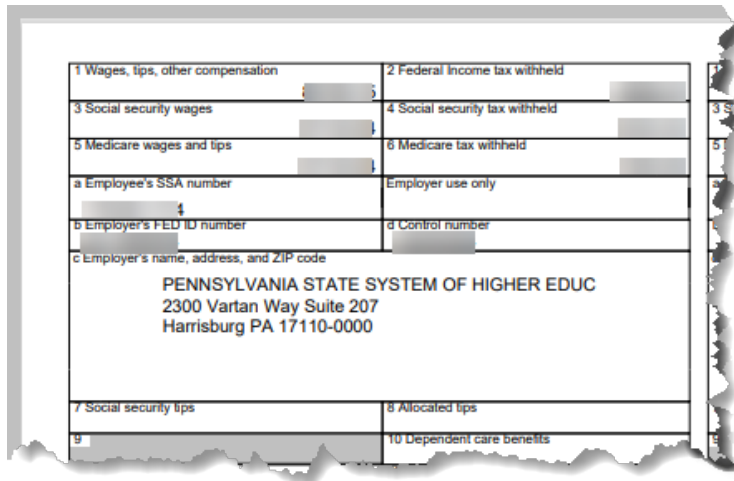 1 Wages, tips, other compensation
2 Federal Income tax withheld
3 Social security wages
4 Social security tax withheld
5 Medicare wages and tips
6 Medicare tax withheld
a Employee's SSA number
Employer use only
4
b Employer's FED ID number
d Control number
c Employer's name, address, and ZIP code
PENNSYLVANIA STATE SYSTEM OF HIGHER EDUC
2300 Vartan Way Suite 207
Harrisburg PA 17110-0000
7 Social security tips
8 Allocated tips
9
10 Dependent care benefits